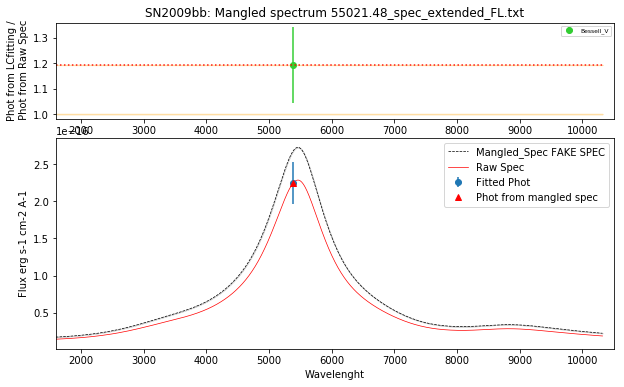 SN2009bb: Mangled spectrum 55021.48_spec_extended_FL.txt
Phot from LCfitting /
Phot from Raw Spec
1.3
1.2
1.1
1.0
Bessell_V
2000 3000 4000 5000 6000 7000 8000 9000 10000
1e−16
Flux erg s-1 cm-2 A-1
2.5
2.0
1.5
1.0
0.5
Mangled_Spec FAKE SPEC
Raw Spec
Fitted Phot
Phot from mangled spec
2000 3000 4000 5000 6000 7000 8000 9000 10000
Wavelenght